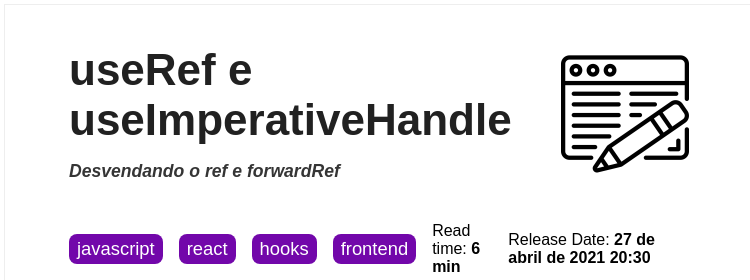 useRef e
useImperativeHandle
Desvendando o ref e forwardRef
javascript
react
hooks
frontend
Read
time: 6
min
Release Date: 27 de
abril de 2021 20:30